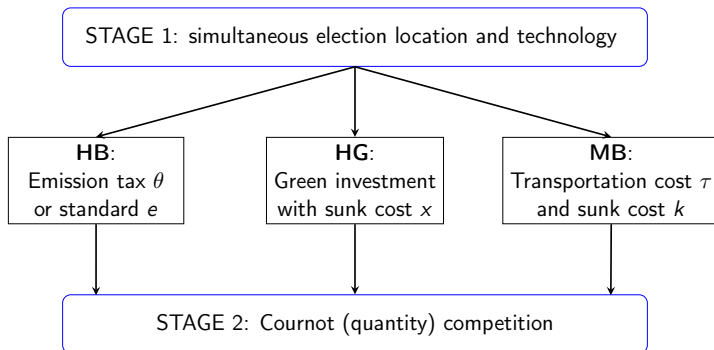 STAGE 1: simultaneous election location and technology
HB:
Emission tax θ
or standard e
HG:
Green investment
with sunk cost x
MB:
Transportation cost τ
and sunk cost k
STAGE 2: Cournot (quantity) competition